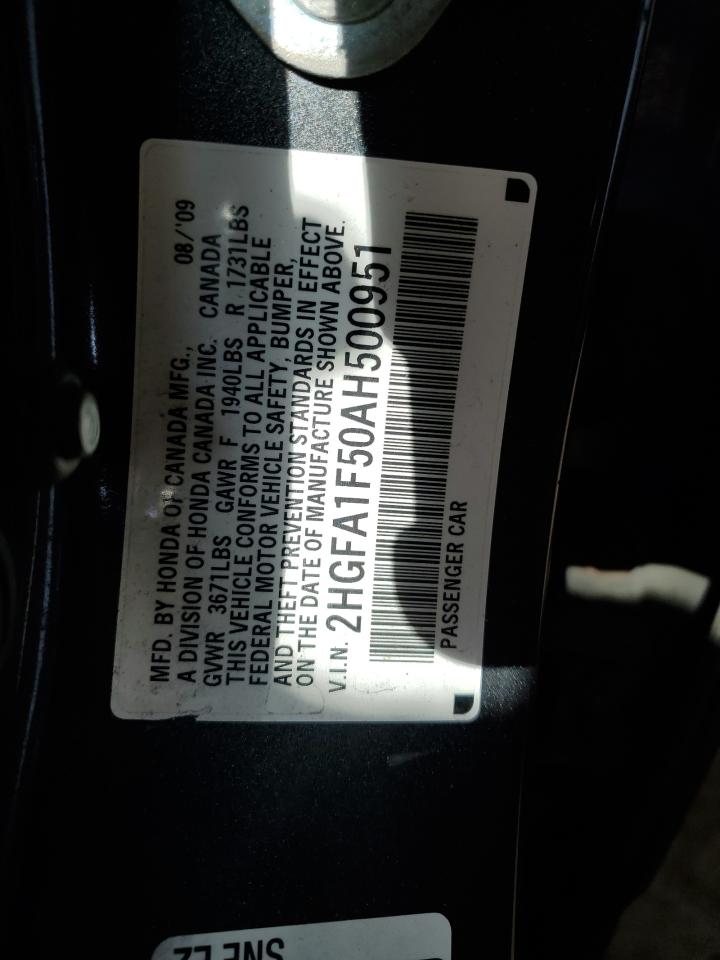 MFD. BY HONDA OF CANADA MFG., 08/'09
A DIVISION OF HONDA CANADA INC. CANADA
GVWR 3671LBS GAWR F 1940LBS R 1731LBS
THIS VEHICLE CONFORMS TO ALL APPLICABLE
FEDERAL MOTOR VEHICLE SAFETY, BUMPER,
AND THEFT PREVENTION STANDARDS IN EFFECT
ON THE DATE OF MANUFACTURE SHOWN ABOVE.
V.I.N. 2HGFA1F50AH500951
PASSENGER CAR